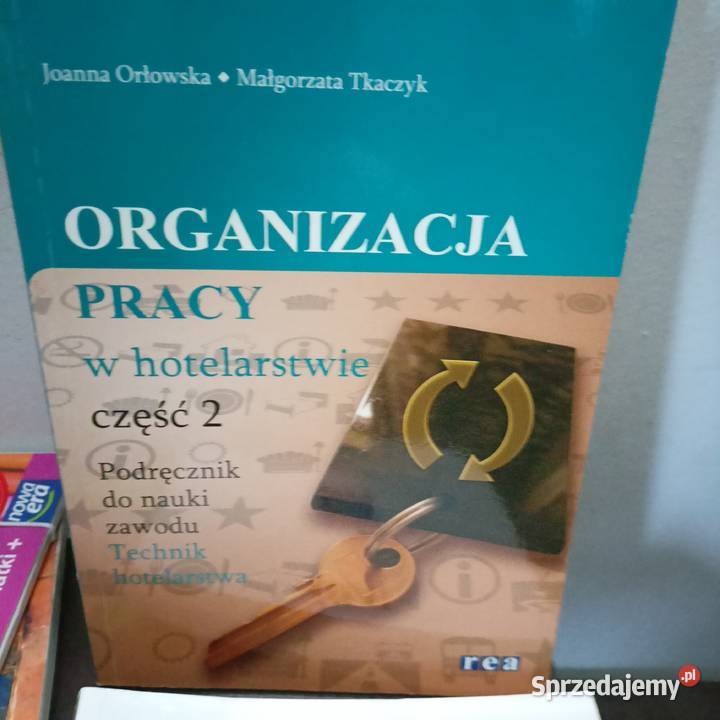 Joanna Orłowska ◆ Małgorzata Tkaczyk
ORGANIZACJA
PRACY
w hotelarstwie
część 2
Podręcznik
do nauki
zawodu
Technik
hotelarstwa
rea
nowa
era
atki +
Sprzedajemy.pl